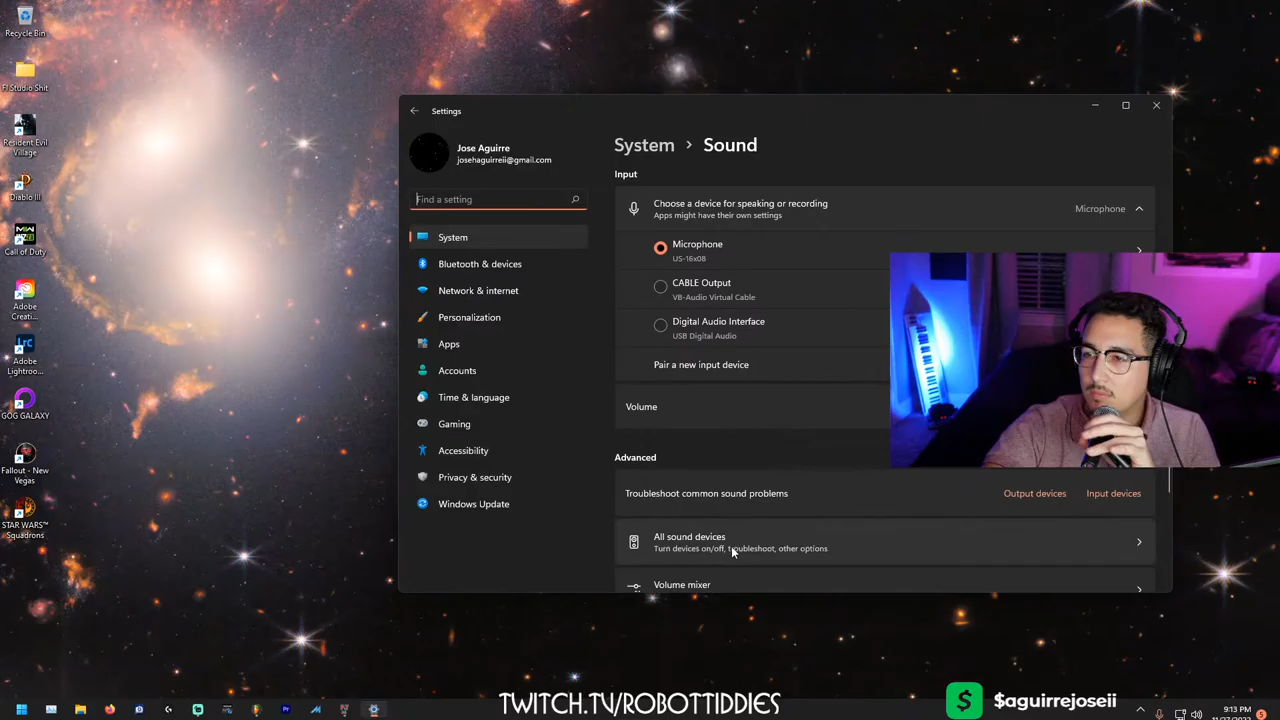 Recycle Bin
Fl Studio Shit
Resident Evil
Village
Diablo III
Call of Duty
Adobe
Creati...
Adobe
Lightroo...
GOG GALAXY
Fallout - New
Vegas
STAR WARS™
Squadrons
Settings
Jose Aguirre
josehaguirreii@gmail.com
Find a setting
System
Bluetooth & devices
Network & internet
Personalization
Apps
Accounts
Time & language
Gaming
Accessibility
Privacy & security
Windows Update
System > Sound
Input
Choose a device for speaking or recording
Apps might have their own settings
Microphone
Microphone
US-16x08
CABLE Output
VB-Audio Virtual Cable
Digital Audio Interface
USB Digital Audio
Pair a new input device
Volume
Advanced
Troubleshoot common sound problems
Output devices
Input devices
All sound devices
Turn devices on/off, troubleshoot, other options
Volume mixer
TWITCH.TV/ROBOTTIDDIES
$ $aguirrejoseii
9:13 PM
11/27/2022